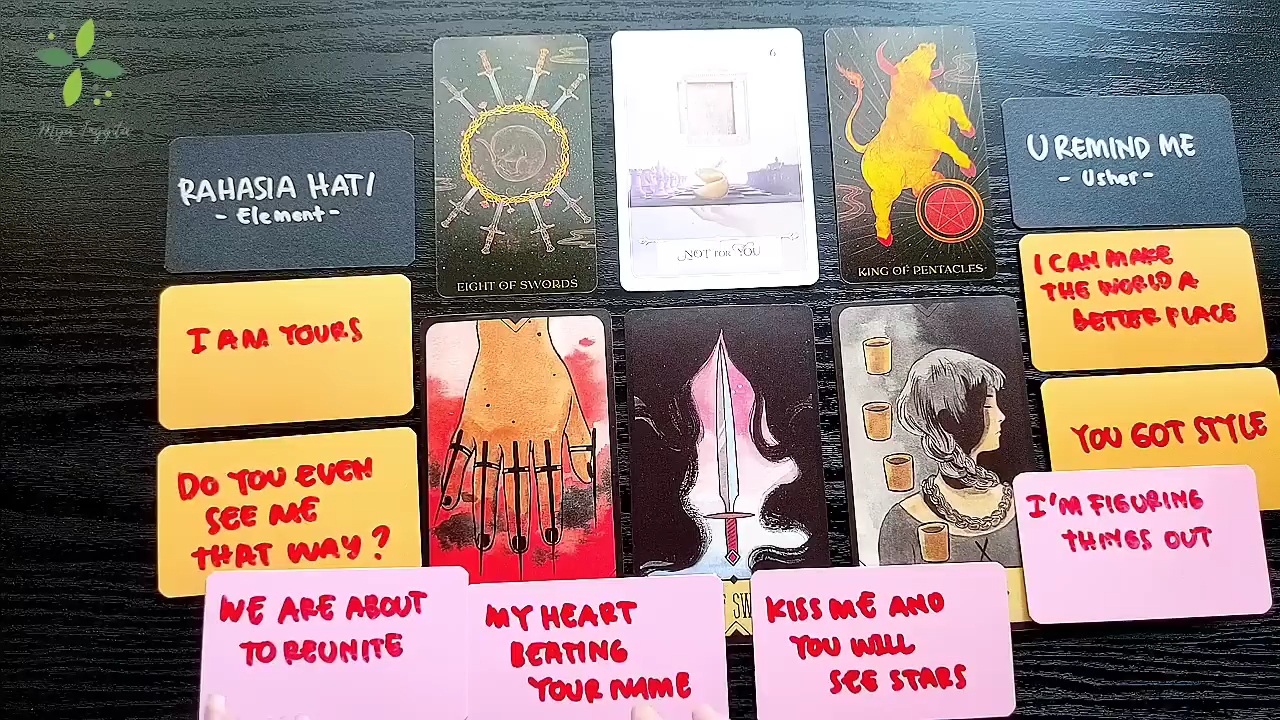 RAHASIA HATI
- Element -
I AM YOURS
DO YOU EVEN
SEE ME
THAT WAY?
WE ARE ABOUT
TO REUNITE
EIGHT OF SWORDS
6
NOT FOR YOU
KING OF PENTACLES
SW
MY HEART
BEATING
YOUR NAME
KISS ME AND
YOU WILL
SEE STARS
U REMIND ME
- Usher -
I CAN MAKE
THE WORLD A
BETTER PLACE
YOU GOT STYLE
I'M FIGURING
THINGS OUT